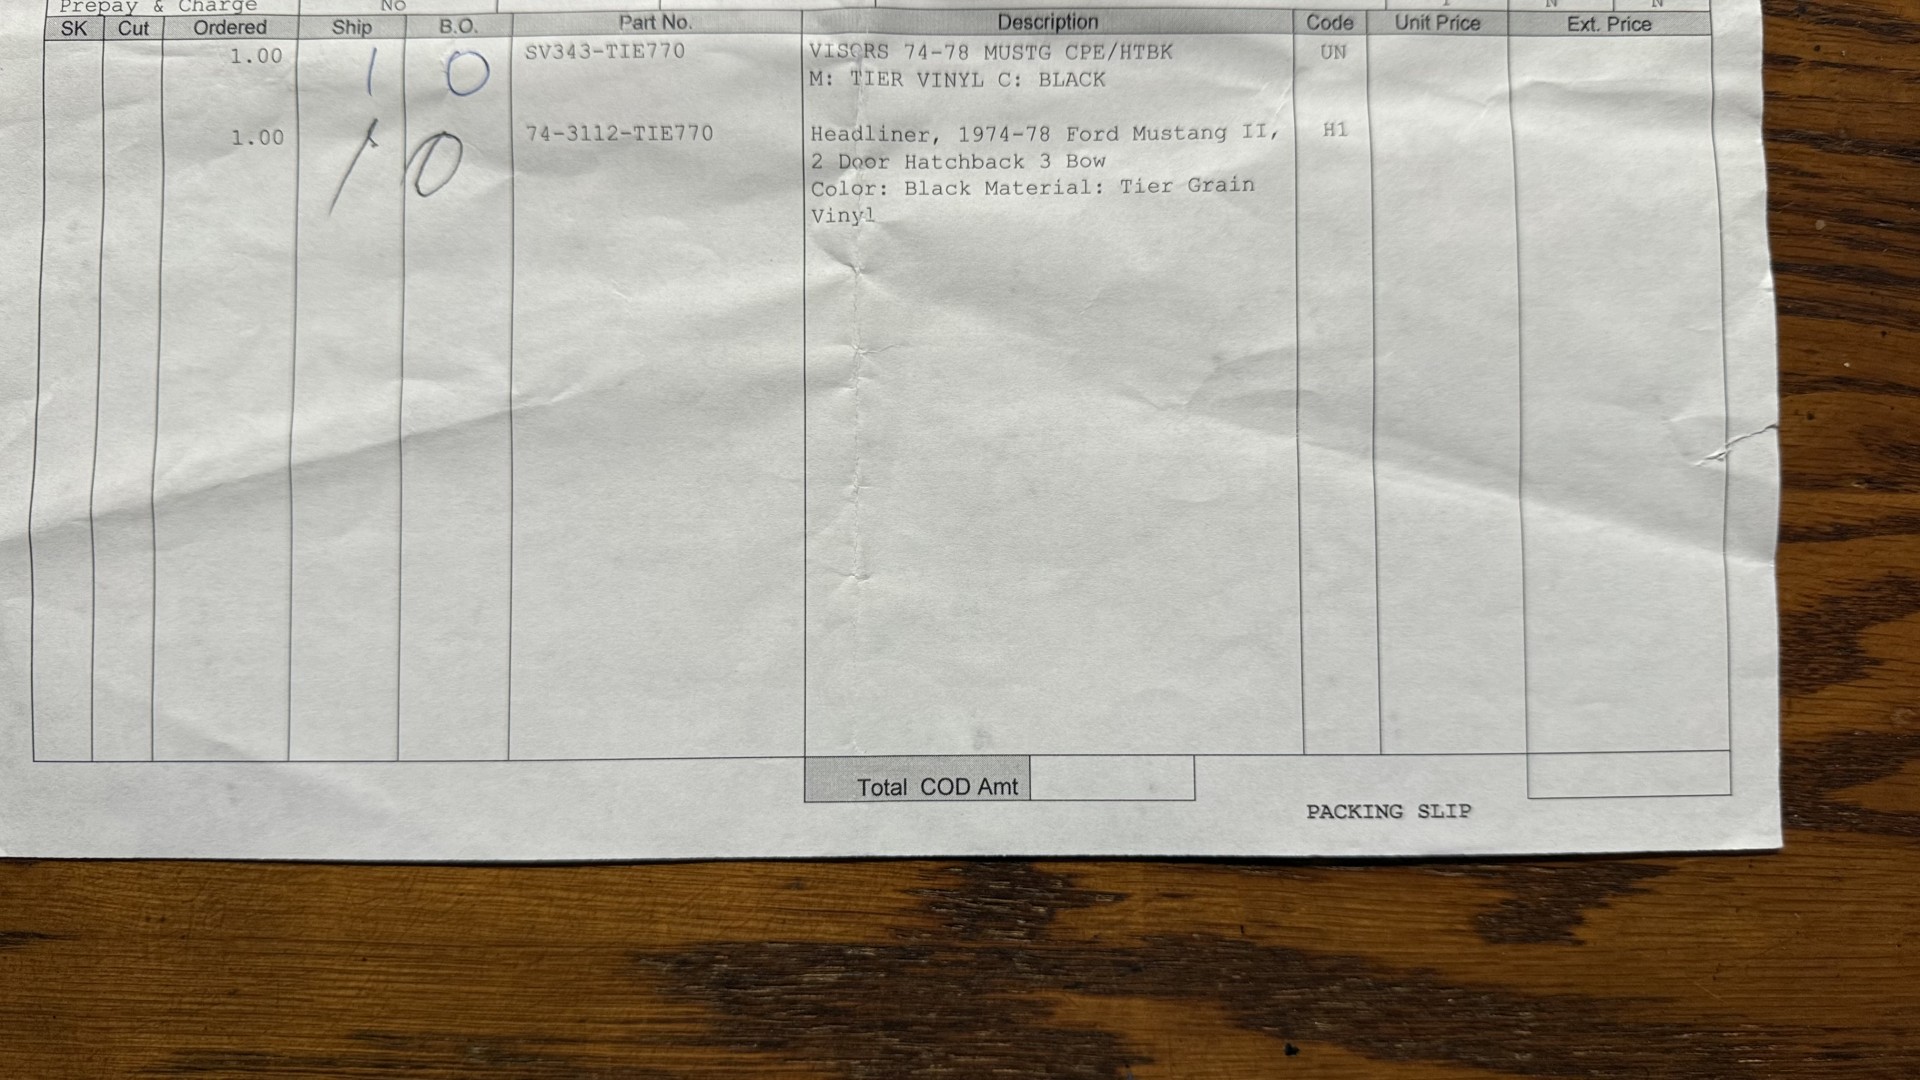 Prepay & Charge No
SK Cut Ordered Ship B.O. Part No. Description Code Unit Price Ext. Price
1.00 1 0 SV343-TIE770 VISORS 74-78 MUSTG CPE/HTBK UN
M: TIER VINYL C: BLACK
1.00 1 0 74-3112-TIE770 Headliner, 1974-78 Ford Mustang II, H1
2 Door Hatchback 3 Bow
Color: Black Material: Tier Grain
Vinyl
Total COD Amt
PACKING SLIP